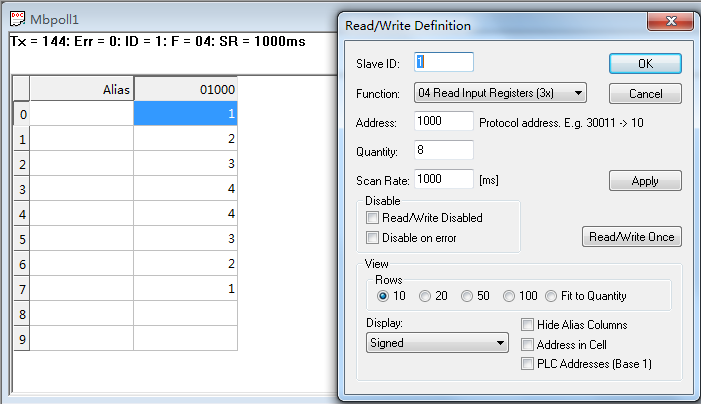 Mbpoll1
Tx = 144: Err = 0: ID = 1: F = 04: SR = 1000ms
Alias 01000
0 1
1 2
2 3
3 4
4 4
5 3
6 2
7 1
8
9
Read/Write Definition
Slave ID: 1 OK
Function: 04 Read Input Registers (3x) Cancel
Address: 1000 Protocol address. E.g. 30011 -> 10
Quantity: 8
Scan Rate: 1000 [ms] Apply
Disable
Read/Write Disabled
Disable on error Read/Write Once
View
Rows
10 20 50 100 Fit to Quantity
Display: Hide Alias Columns
Signed Address in Cell
PLC Addresses (Base 1)